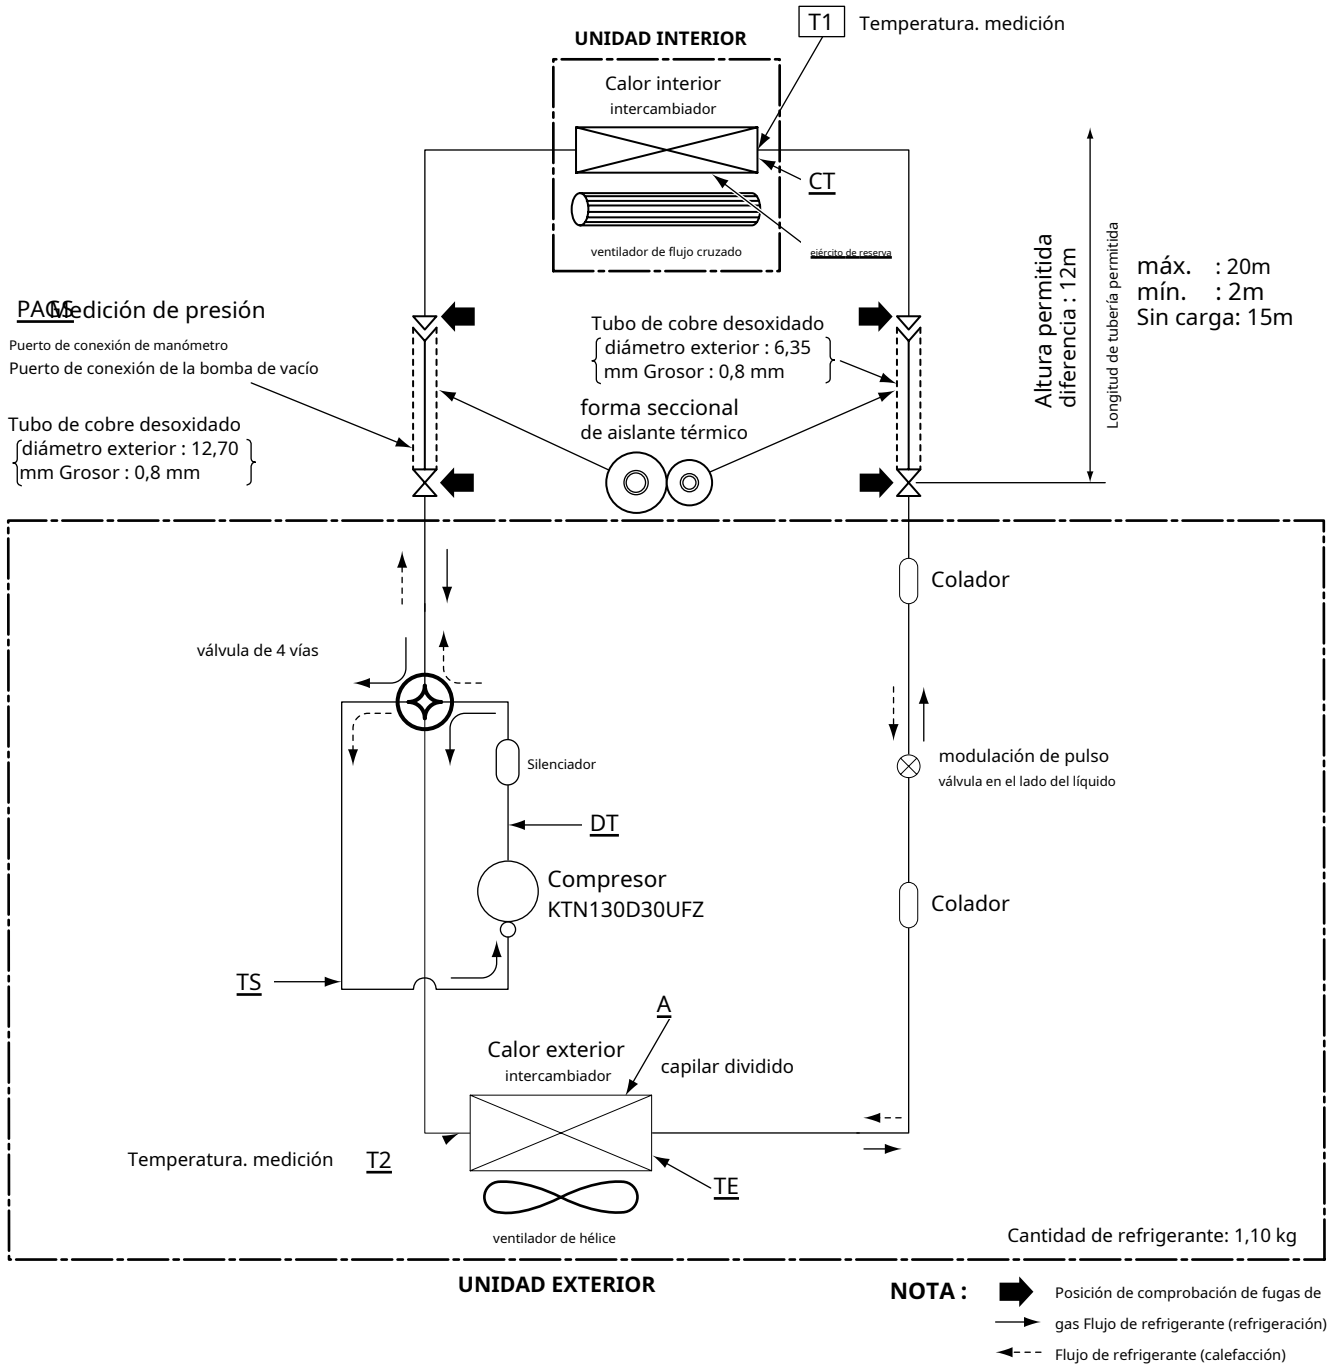 T1 Temperatura. medición
UNIDAD INTERIOR
Calor interior
intercambiador
CT
ventilador de flujo cruzado
ejército de reserva
Altura permitida
diferencia : 12m
Longitud de tubería permitida
máx. : 20m
mín. : 2m
Sin carga: 15m
PAGS
Medición de presión
Puerto de conexión de manómetro
Puerto de conexión de la bomba de vacío
Tubo de cobre desoxidado
diámetro exterior : 12,70
mm Grosor : 0,8 mm
Tubo de cobre desoxidado
diámetro exterior : 6,35
mm Grosor : 0,8 mm
forma seccional
de aislante térmico
Colador
válvula de 4 vías
Silenciador
modulación de pulso
válvula en el lado del líquido
DT
Compresor
KTN130D30UFZ
Colador
TS
A
Calor exterior
intercambiador
capilar dividido
Temperatura. medición T2
TE
ventilador de hélice
Cantidad de refrigerante: 1,10 kg
UNIDAD EXTERIOR
NOTA :
Posición de comprobación de fugas de
gas Flujo de refrigerante (refrigeración)
Flujo de refrigerante (calefacción)